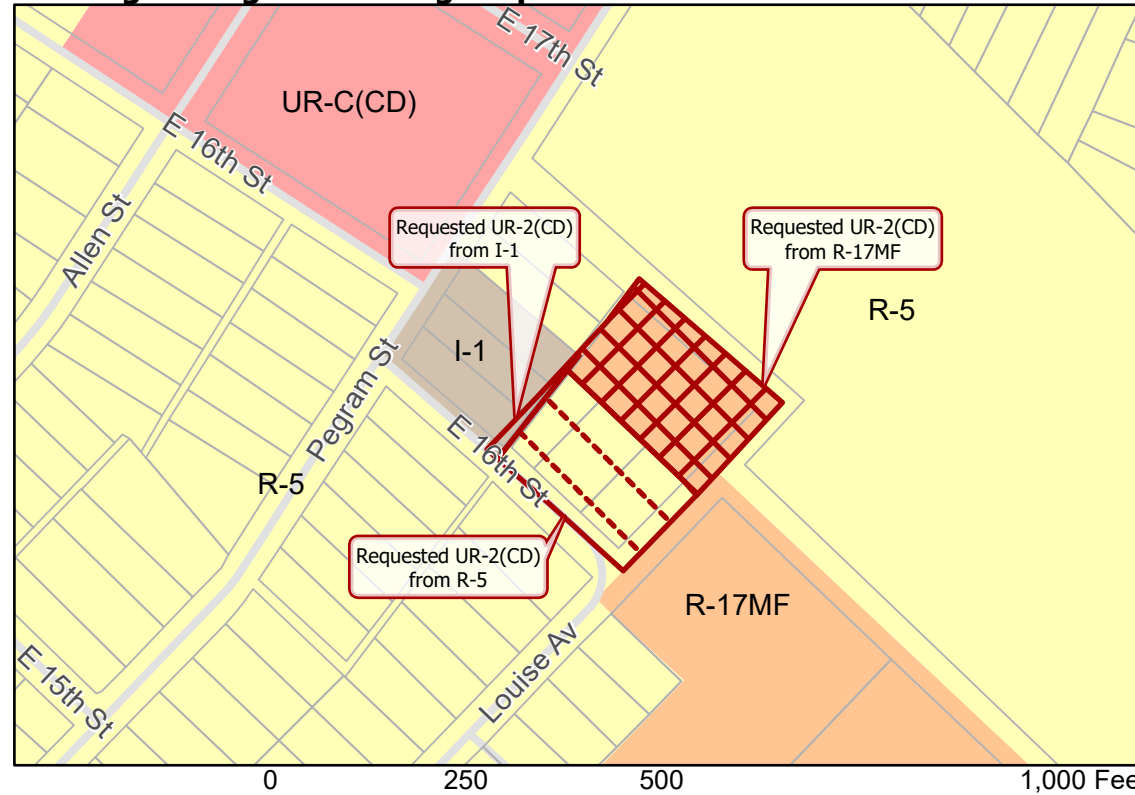 E 17th St
UR-C(CD)
E 16th St
Allen St
Requested UR-2(CD)
from I-1
Requested UR-2(CD)
from R-17MF
R-5
I-1
Pegram St
E 16th St
R-5
Requested UR-2(CD)
from R-5
R-17MF
Louise Av
E 15th St
0 250 500 1,000 Fee